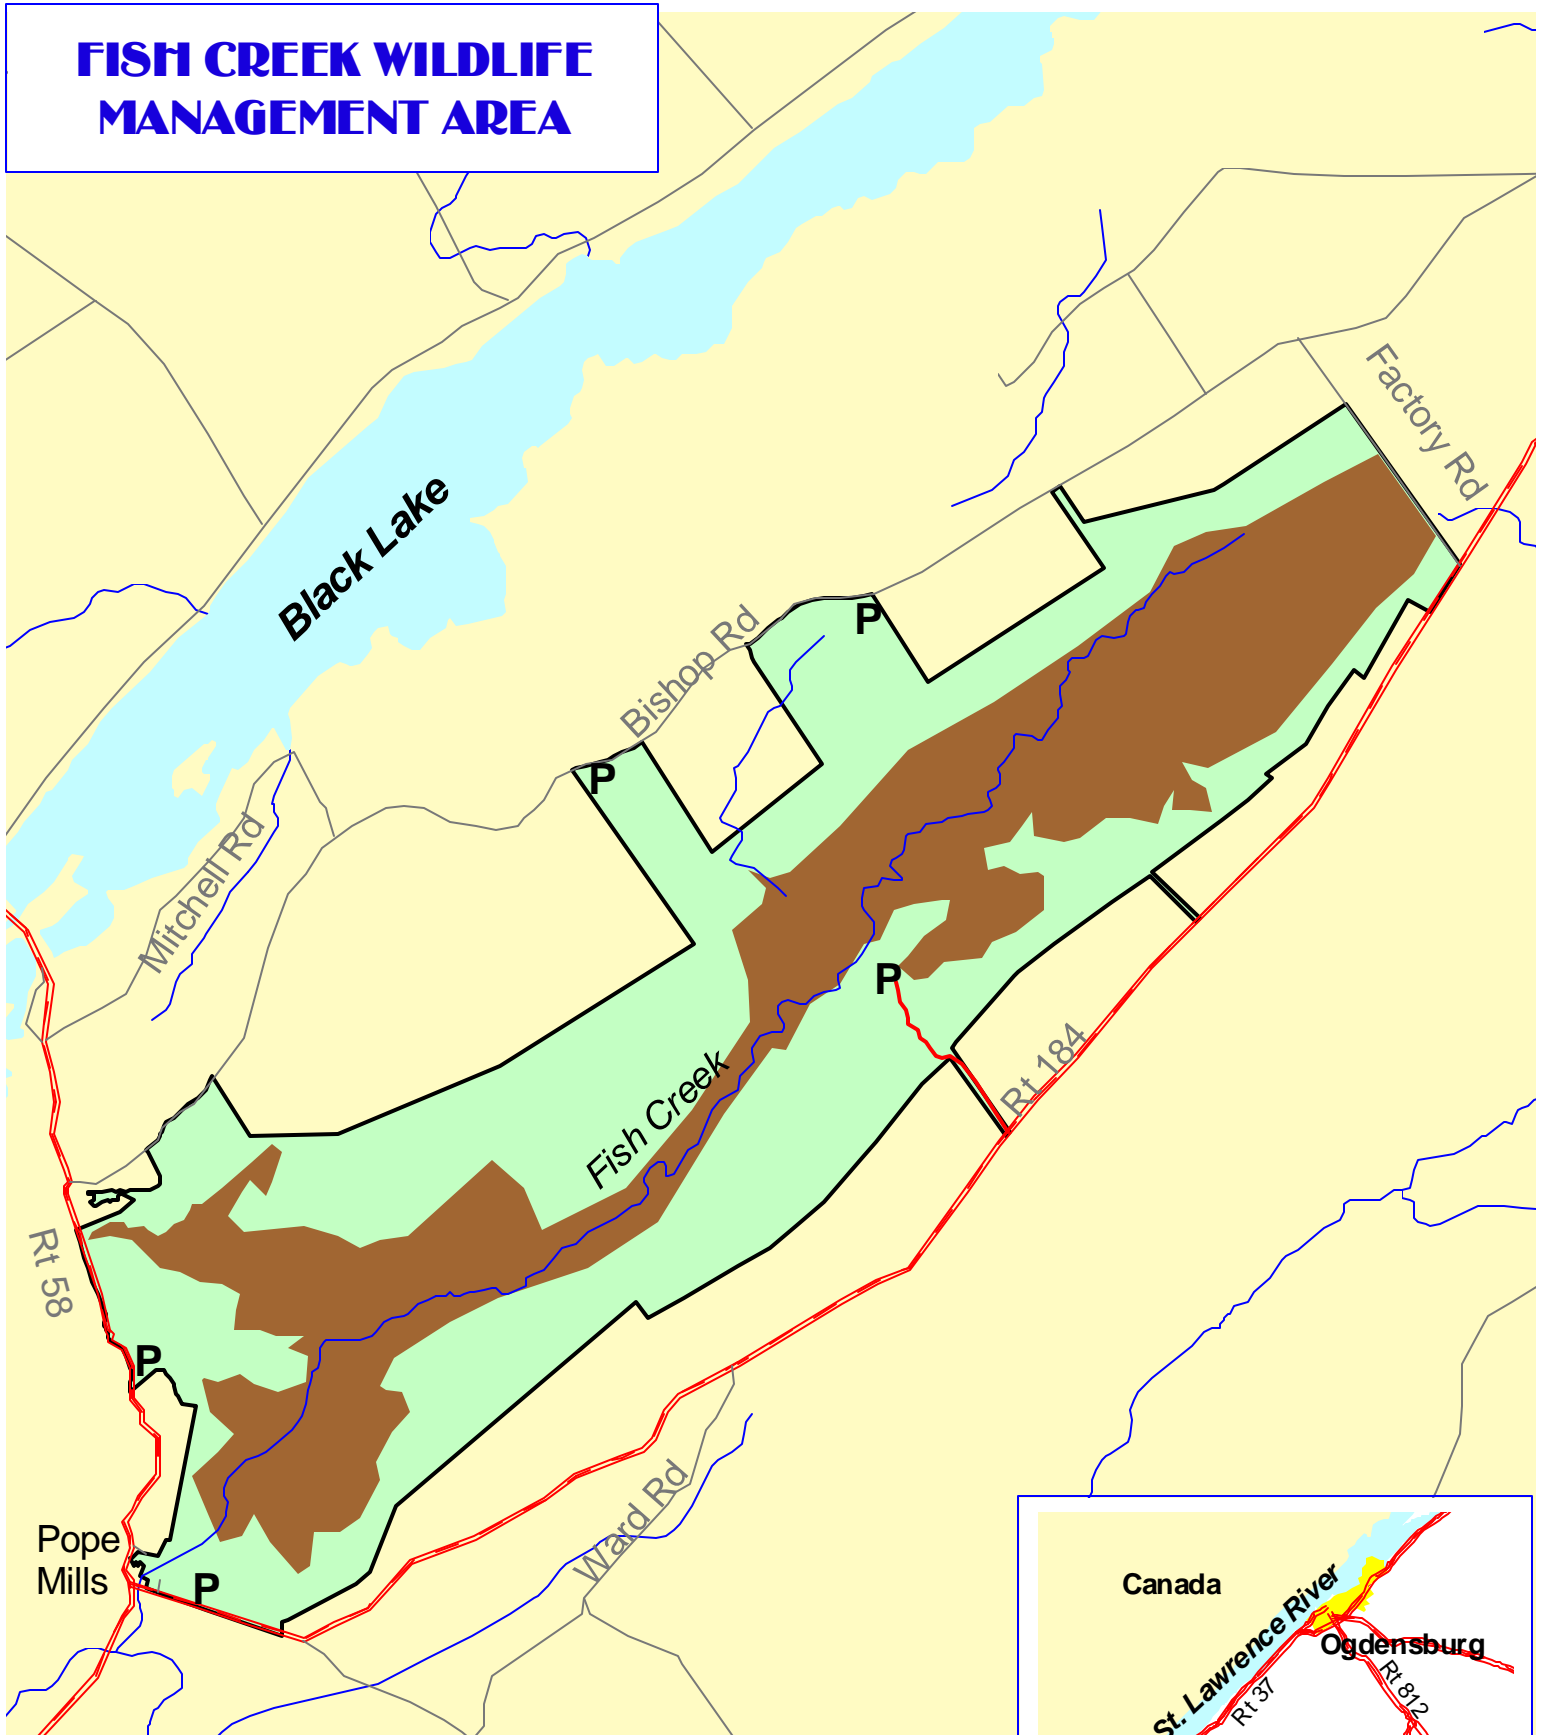 FISH CREEK WILDLIFE
MANAGEMENT AREA
Factory Rd
Black Lake
P
Bishop Rd
P
Mitchell Rd
P
Rt 184
Fish Creek
Rt 58
P
Ward Rd
Pope
Mills
P
Canada
St. Lawrence River
Ogdensburg
Rt 37
Rt 812